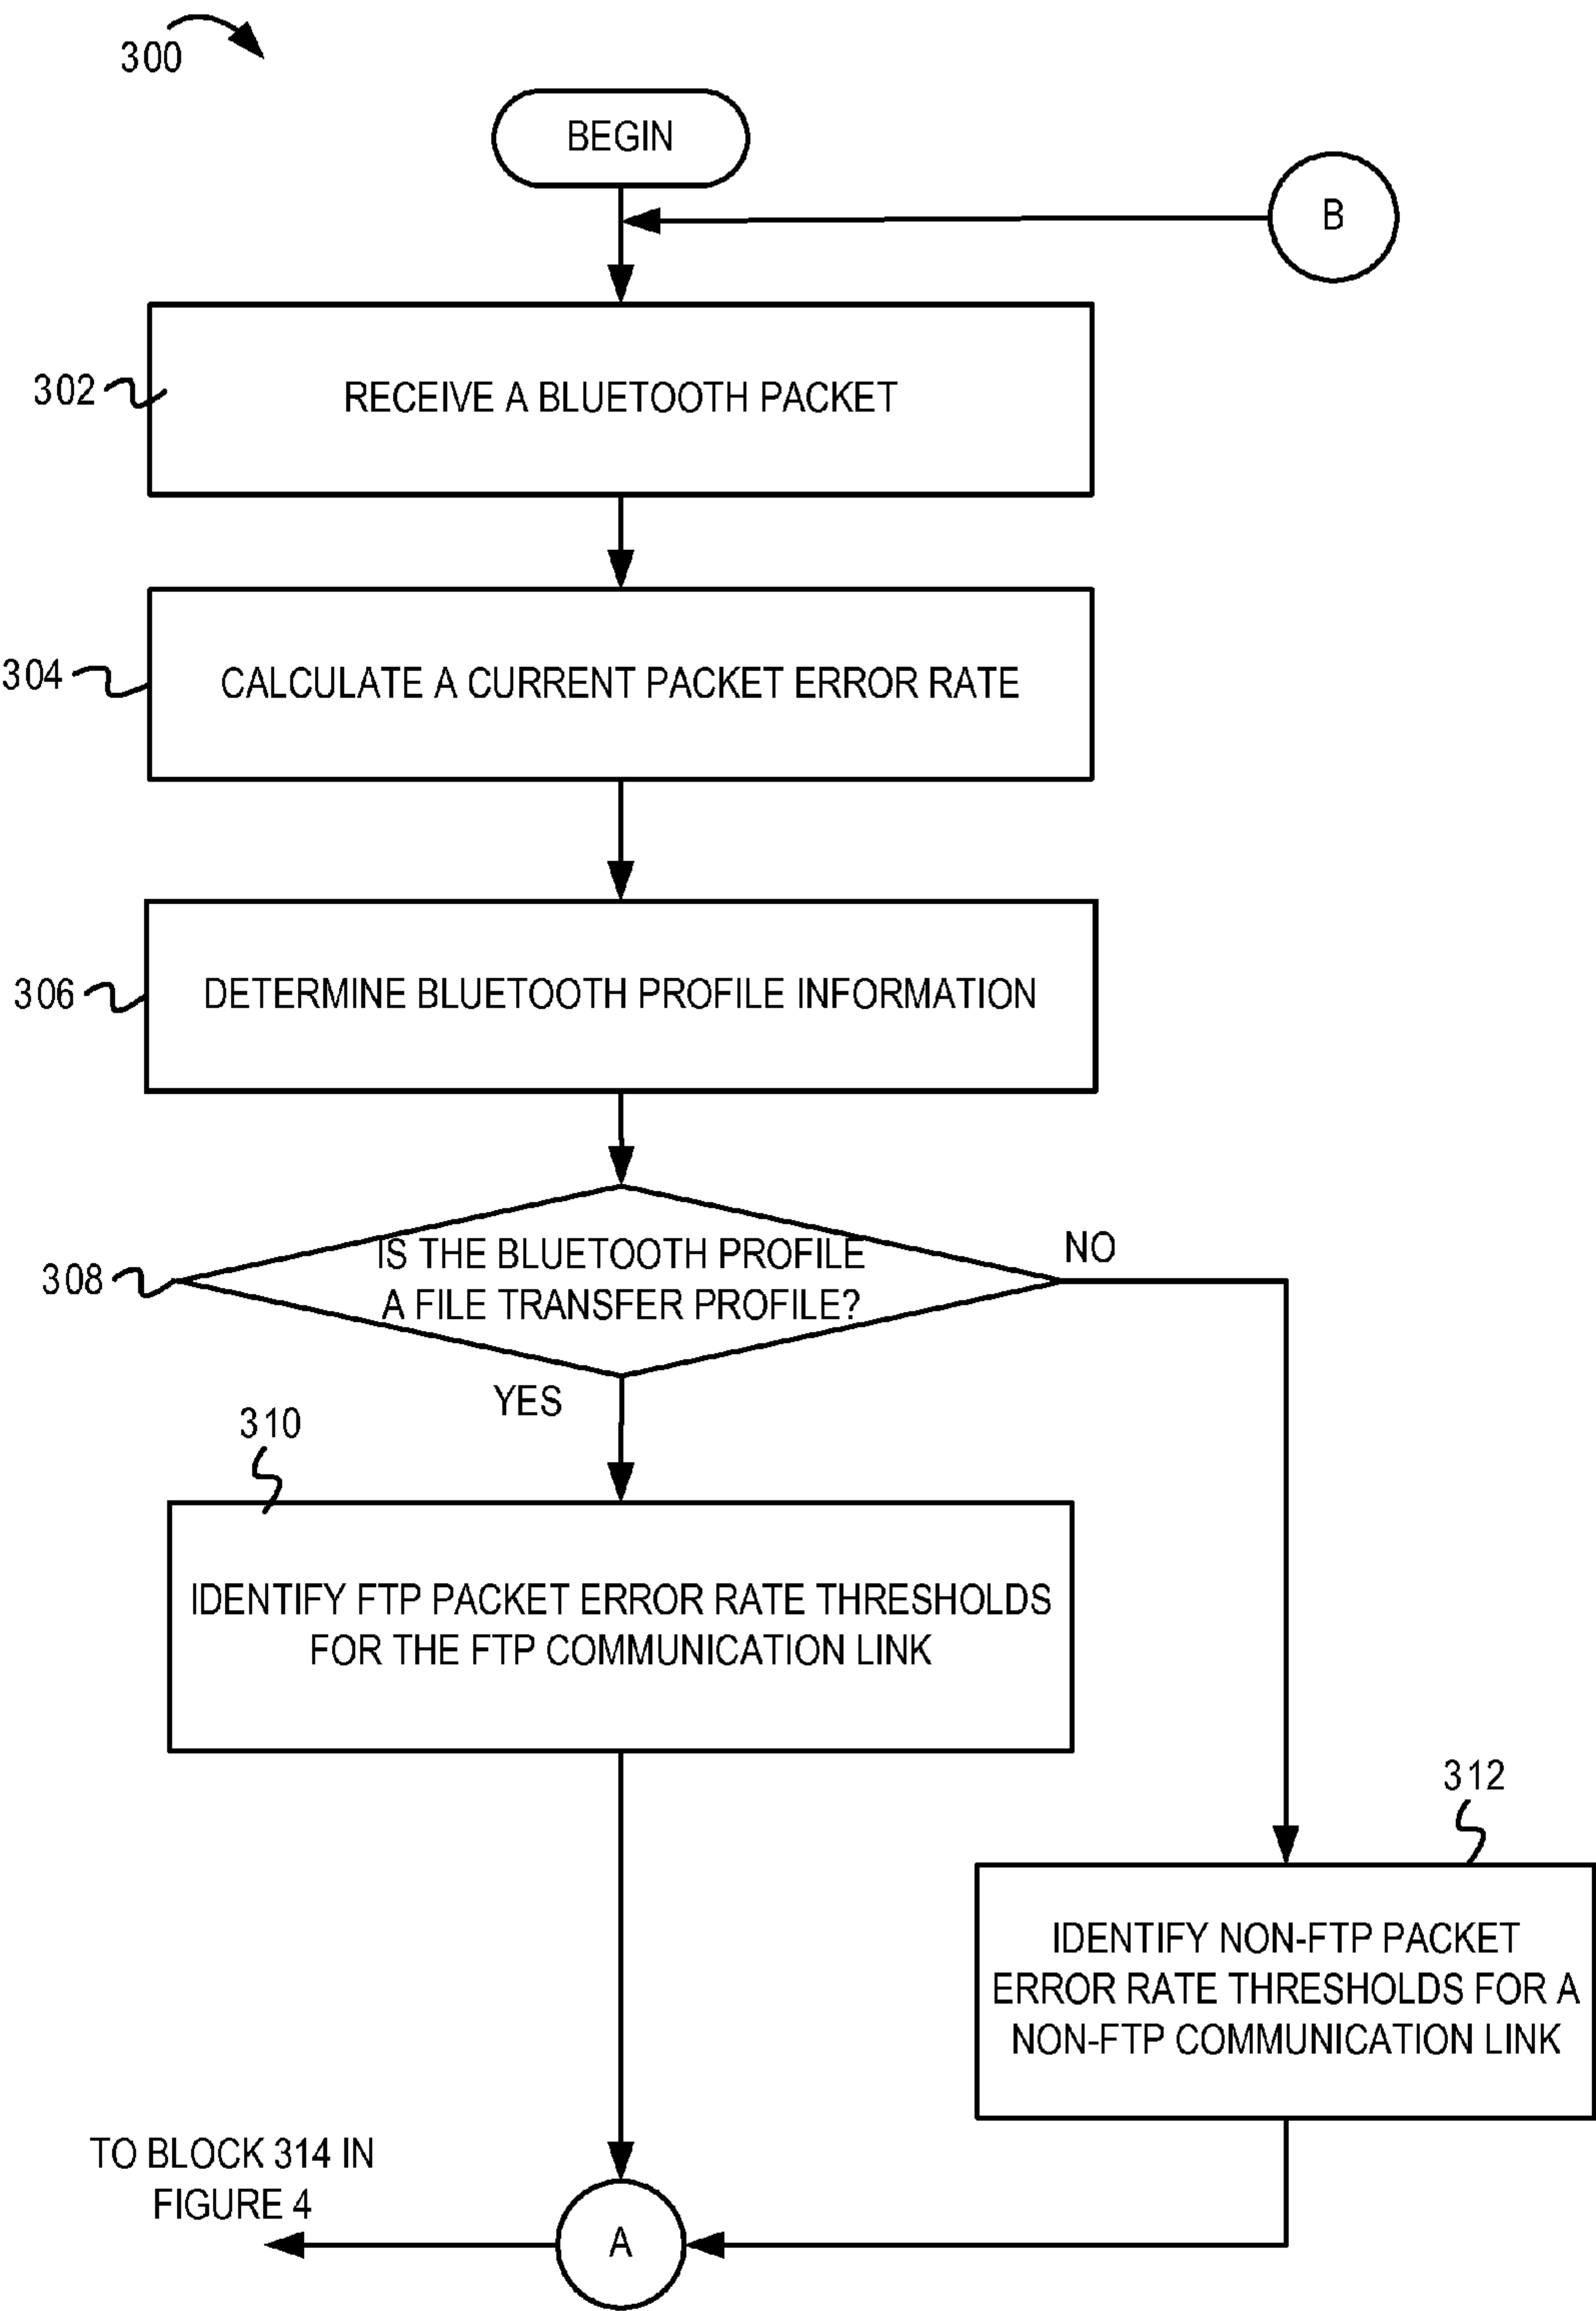 300
BEGIN
B
302
RECEIVE A BLUETOOTH PACKET
304
CALCULATE A CURRENT PACKET ERROR RATE
306
DETERMINE BLUETOOTH PROFILE INFORMATION
308
IS THE BLUETOOTH PROFILE
A FILE TRANSFER PROFILE?
NO
YES
310
IDENTIFY FTP PACKET ERROR RATE THRESHOLDS
FOR THE FTP COMMUNICATION LINK
312
IDENTIFY NON-FTP PACKET
ERROR RATE THRESHOLDS FOR A
NON-FTP COMMUNICATION LINK
TO BLOCK 314 IN
FIGURE 4
A